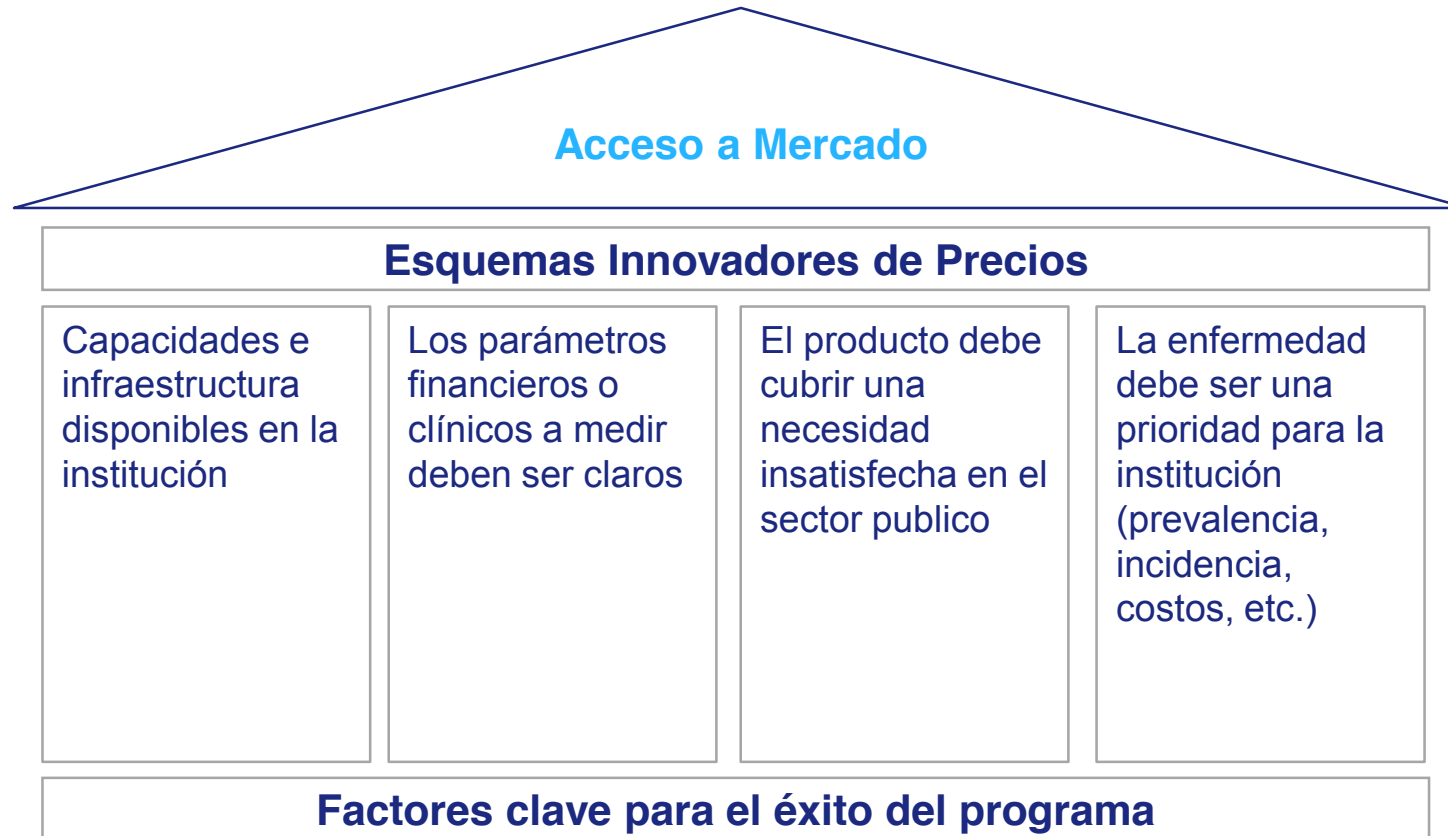 Acceso a Mercado
Esquemas Innovadores de Precios
Capacidades e
infraestructura
disponibles en la
institución
Los parámetros
financieros o
clínicos a medir
deben ser claros
El producto debe
cubrir una
necesidad
insatisfecha en el
sector publico
La enfermedad
debe ser una
prioridad para la
institución
(prevalencia,
incidencia,
costos, etc.)
Factores clave para el éxito del programa